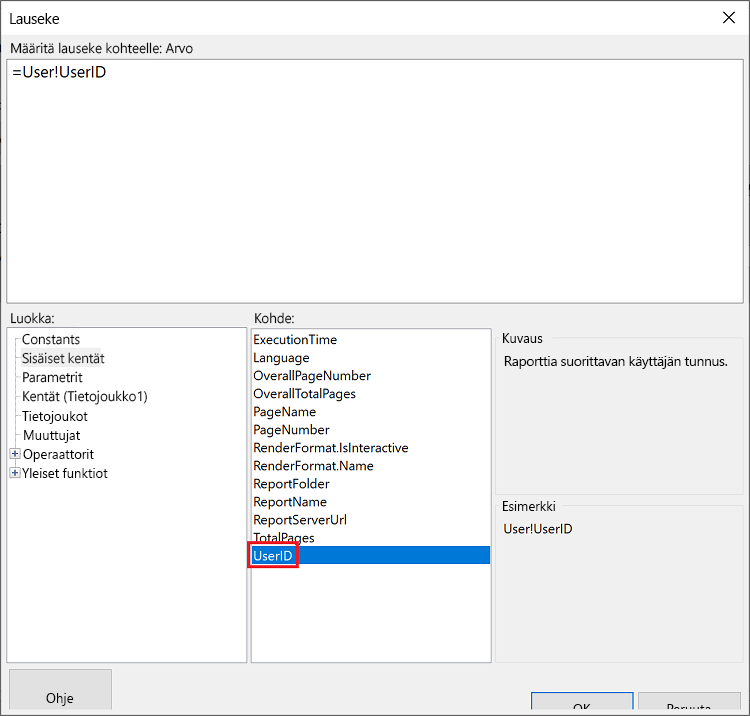 Lauseke
Määritä lauseke kohteelle: Arvo
=User!UserID
Luokka:
Constants
Sisäiset kentät
Parametrit
Kentät (Tietojoukko1)
Tietojoukot
Muuttujat
Operaattorit
Yleiset funktiot
Kohde:
ExecutionTime
Language
OverallPageNumber
OverallTotalPages
PageName
PageNumber
RenderFormat.IsInteractive
RenderFormat.Name
ReportFolder
ReportName
ReportServerUrl
TotalPages
UserID
Kuvaus
Raporttia suorittavan käyttäjän tunnus.
Esimerkki
User!UserID
Ohje
OK
Peruuta